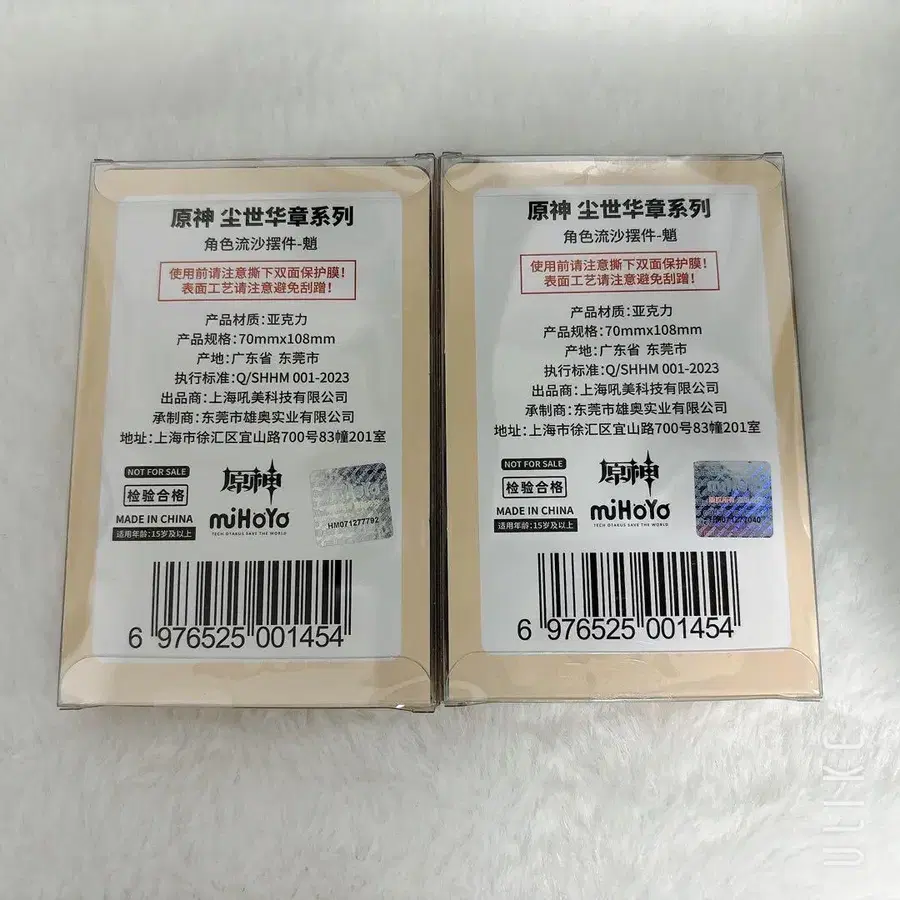 原神 尘世华章系列
角色流沙摆件-魈
使用前请注意撕下双面保护膜!
表面工艺请注意避免刮蹭!
产品材质:亚克力
产品规格:70mmx108mm
产地:广东省 东莞市
执行标准:Q/SHHM 001-2023
出品商:上海吼美科技有限公司
承制商:东莞市雄奥实业有限公司
地址:上海市徐汇区宜山路700号83幢201室
NOT FOR SALE
检验合格
MADE IN CHINA
适用年龄:15岁及以上
原神
miHoYo
TECH OTAKUS SAVE THE WORLD
HM071277792
6 976525 001454
原神 尘世华章系列
角色流沙摆件-魈
使用前请注意撕下双面保护膜!
表面工艺请注意避免刮蹭!
产品材质:亚克力
产品规格:70mmx108mm
产地:广东省 东莞市
执行标准:Q/SHHM 001-2023
出品商:上海吼美科技有限公司
承制商:东莞市雄奥实业有限公司
地址:上海市徐汇区宜山路700号83幢201室
NOT FOR SALE
检验合格
MADE IN CHINA
适用年龄:15岁及以上
原神
miHoYo
TECH OTAKUS SAVE THE WORLD
HM071277040
6 976525 001454
ULIKE